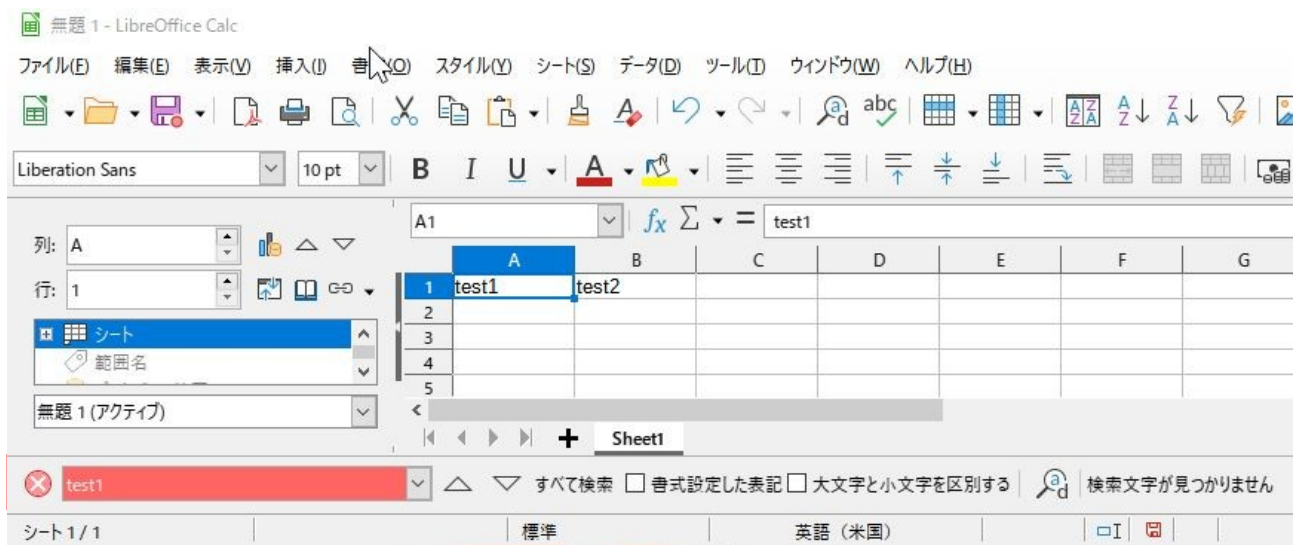 無題 1 - LibreOffice Calc
ファイル(F) 編集(E) 表示(V) 挿入(I) 書 (O) スタイル(Y) シート(S) データ(D) ツール(T) ウィンドウ(W) ヘルプ(H)
Liberation Sans 10 pt B I U A
A1 fx Σ = test1
列: A
A B C D E F G
行: 1
1 test1 test2
2
シート
3
範囲名
4
5
無題 1 (アクティブ)
Sheet1
test1 すべて検索 書式設定した表記 大文字と小文字を区別する 検索文字が見つかりません
シート 1 / 1 標準 英語 (米国)